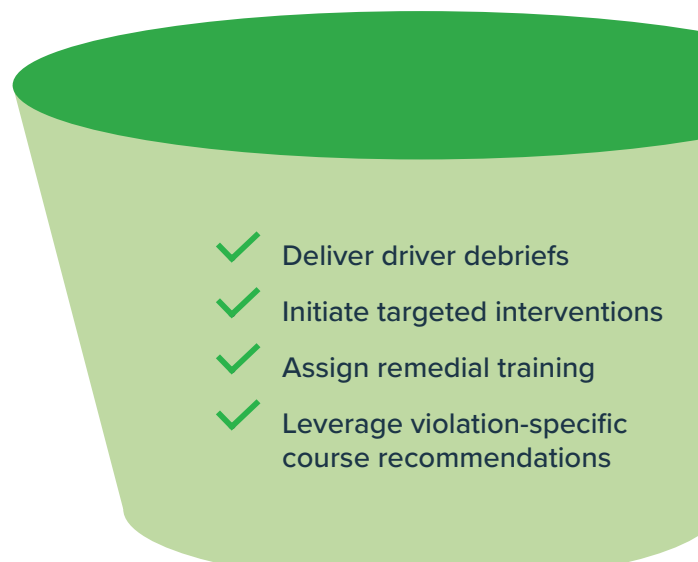 Deliver driver debriefs
Initiate targeted interventions
Assign remedial training
Leverage violation-specific
course recommendations